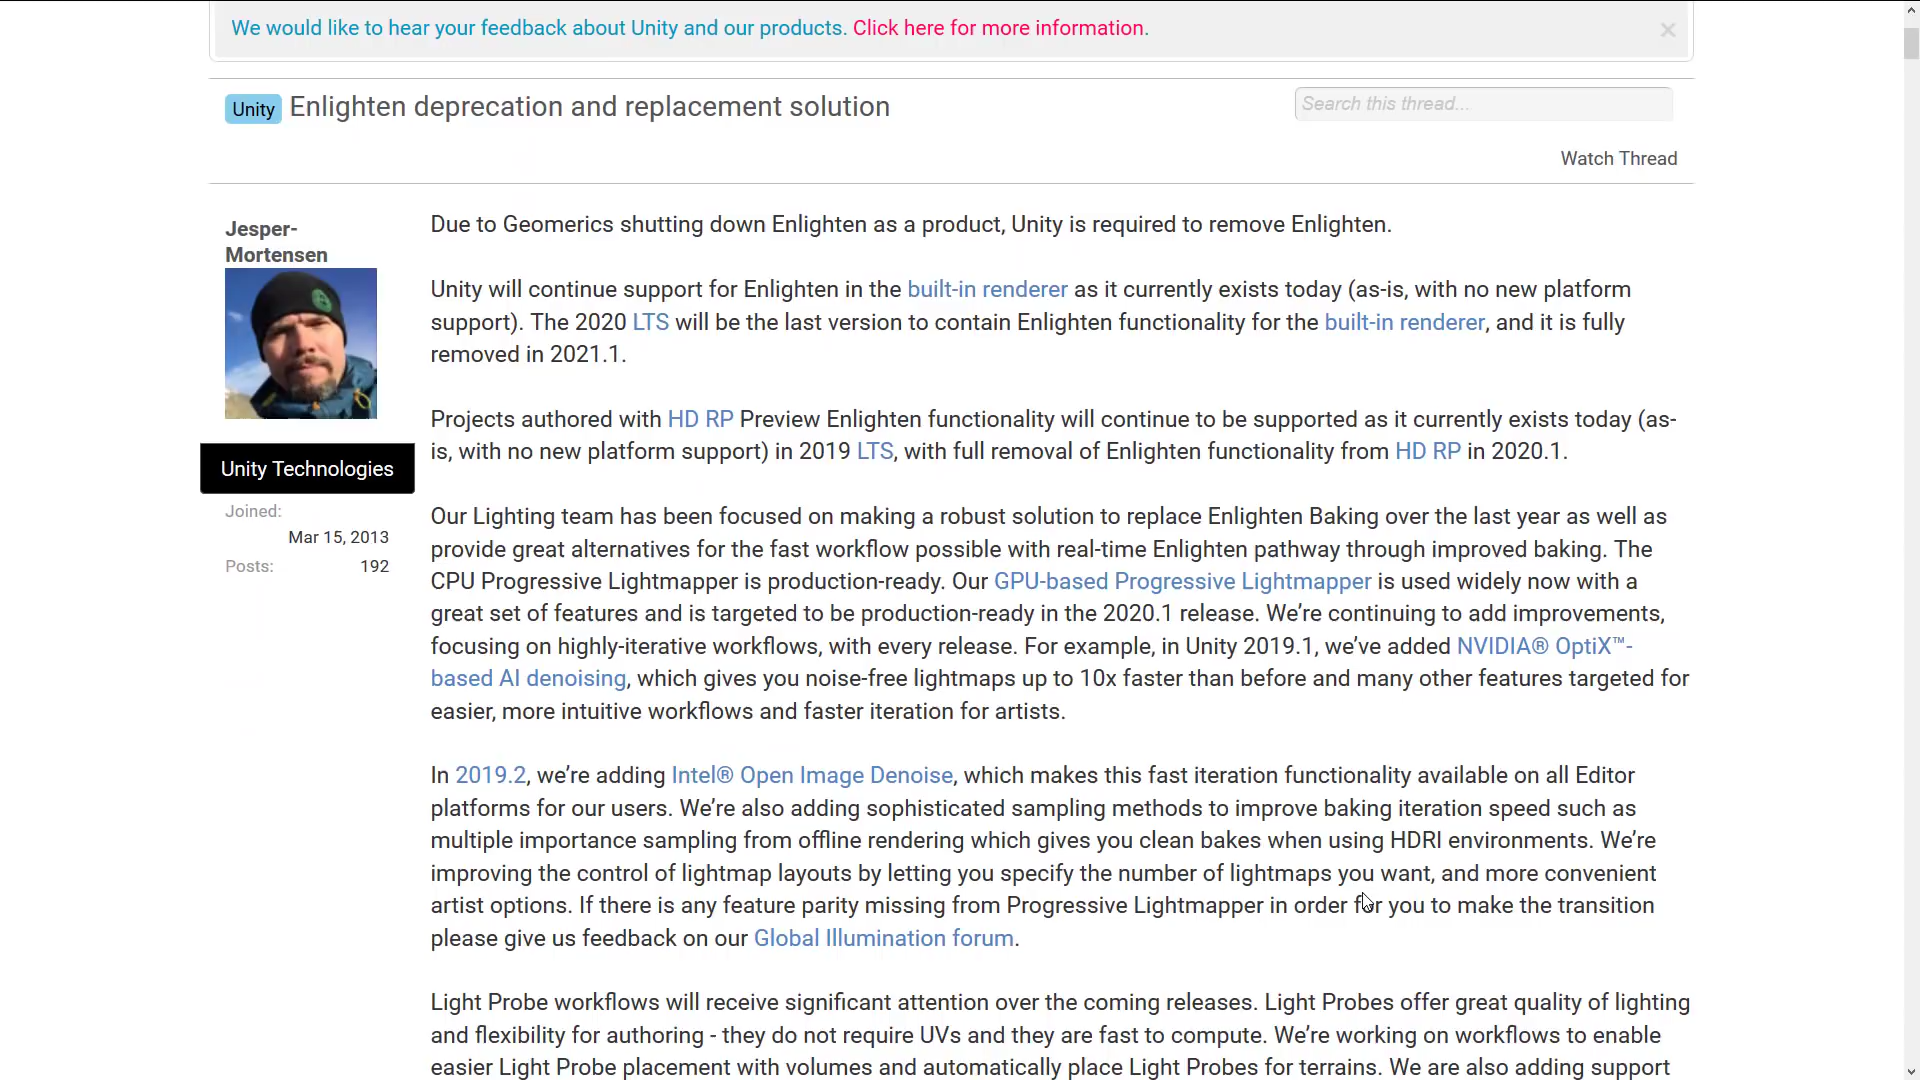 We would like to hear your feedback about Unity and our products. Click here for more information.
×
Unity Enlighten deprecation and replacement solution
Search this thread...
Watch Thread
Jesper-
Mortensen
Unity Technologies
Joined:
Mar 15, 2013
Posts: 192
Due to Geomerics shutting down Enlighten as a product, Unity is required to remove Enlighten.
Unity will continue support for Enlighten in the built-in renderer as it currently exists today (as-is, with no new platform
support). The 2020 LTS will be the last version to contain Enlighten functionality for the built-in renderer, and it is fully
removed in 2021.1.
Projects authored with HD RP Preview Enlighten functionality will continue to be supported as it currently exists today (as-
is, with no new platform support) in 2019 LTS, with full removal of Enlighten functionality from HD RP in 2020.1.
Our Lighting team has been focused on making a robust solution to replace Enlighten Baking over the last year as well as
provide great alternatives for the fast workflow possible with real-time Enlighten pathway through improved baking. The
CPU Progressive Lightmapper is production-ready. Our GPU-based Progressive Lightmapper is used widely now with a
great set of features and is targeted to be production-ready in the 2020.1 release. We’re continuing to add improvements,
focusing on highly-iterative workflows, with every release. For example, in Unity 2019.1, we’ve added NVIDIA® OptiX™-
based AI denoising, which gives you noise-free lightmaps up to 10x faster than before and many other features targeted for
easier, more intuitive workflows and faster iteration for artists.
In 2019.2, we’re adding Intel® Open Image Denoise, which makes this fast iteration functionality available on all Editor
platforms for our users. We’re also adding sophisticated sampling methods to improve baking iteration speed such as
multiple importance sampling from offline rendering which gives you clean bakes when using HDRI environments. We’re
improving the control of lightmap layouts by letting you specify the number of lightmaps you want, and more convenient
artist options. If there is any feature parity missing from Progressive Lightmapper in order for you to make the transition
please give us feedback on our Global Illumination forum.
Light Probe workflows will receive significant attention over the coming releases. Light Probes offer great quality of lighting
and flexibility for authoring - they do not require UVs and they are fast to compute. We’re working on workflows to enable
easier Light Probe placement with volumes and automatically place Light Probes for terrains. We are also adding support